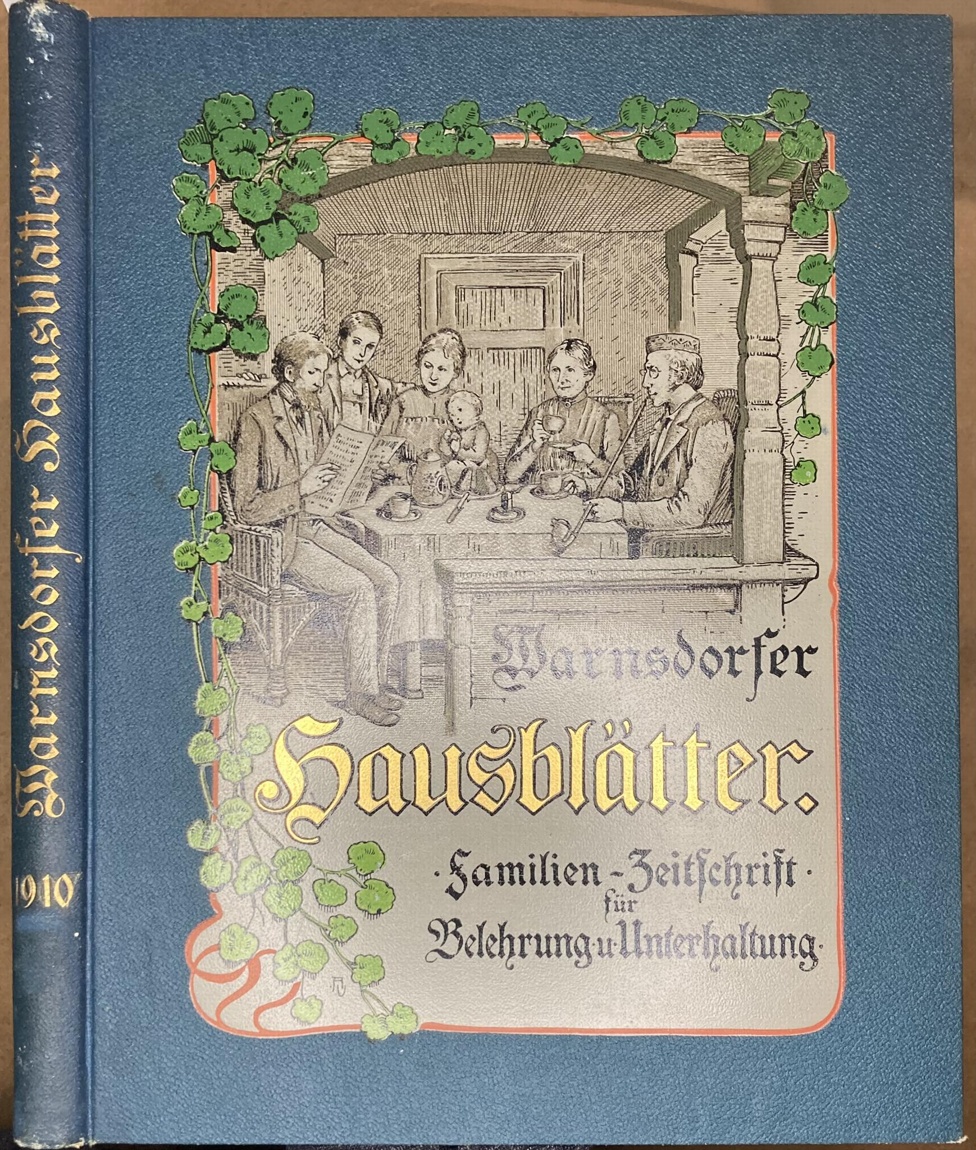 Warnsdorfer Hausblätter
1910
Warnsdorfer
Hausblätter.
· Familien-Zeitschrift ·
für
Belehrung·u·Unterhaltung·